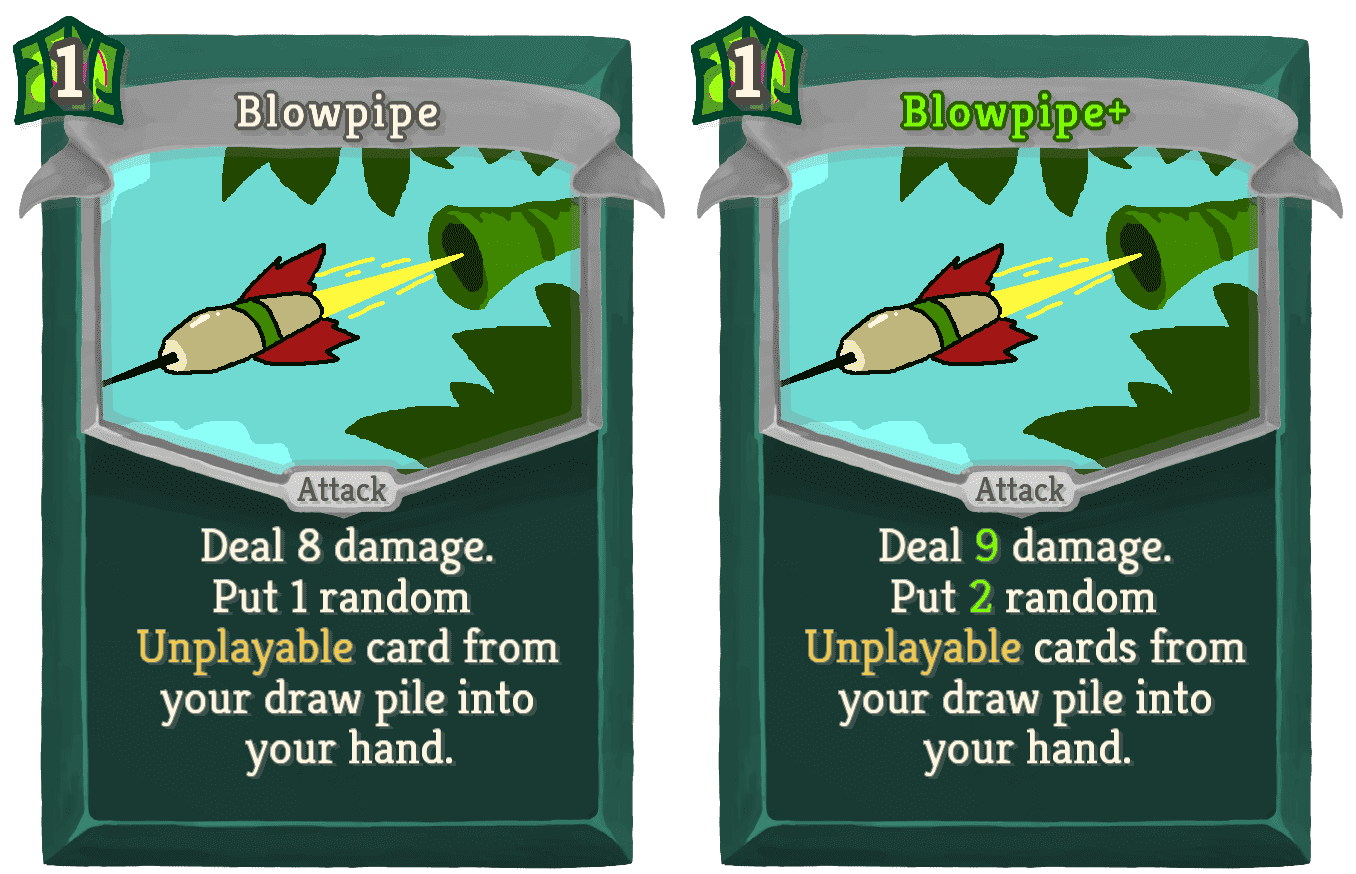 1
Blowpipe
Attack
Deal 8 damage.
Put 1 random
Unplayable card from
your draw pile into
your hand.
1
Blowpipe+
Attack
Deal 9 damage.
Put 2 random
Unplayable cards from
your draw pile into
your hand.